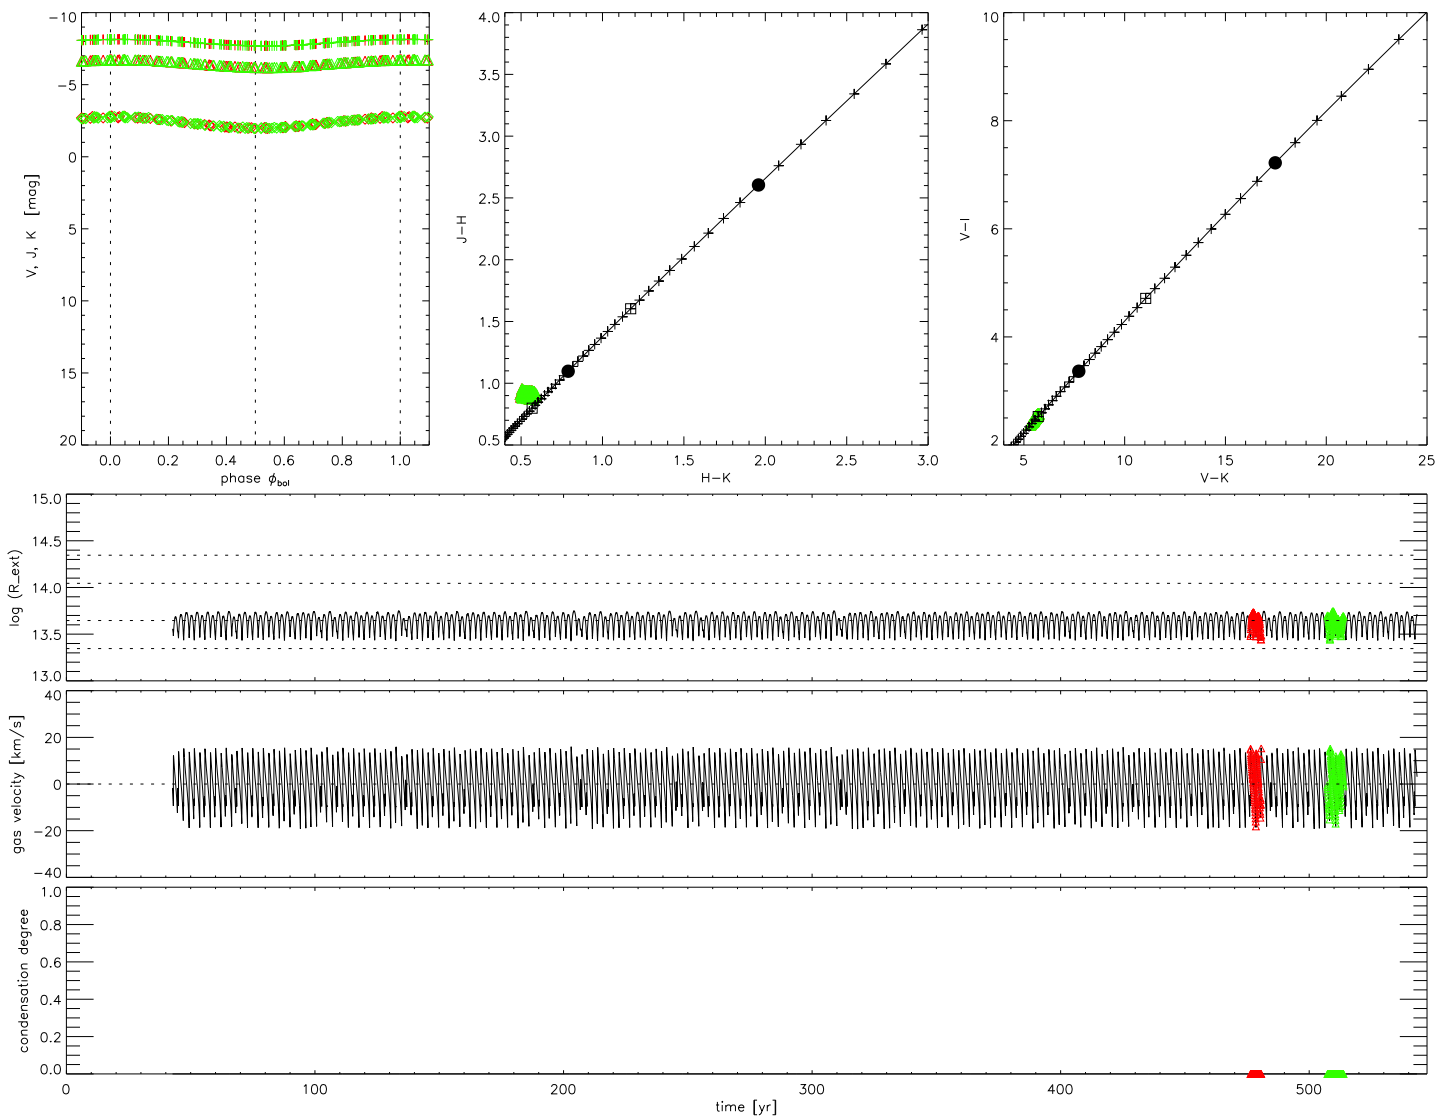 V, J, K [mag]
-10
-5
0
5
10
15
20
0.0 0.2 0.4 0.6 0.8 1.0
phase ϕbol
J-H
4.0
3.5
3.0
2.5
2.0
1.5
1.0
0.5
0.5 1.0 1.5 2.0 2.5 3.0
H-K
V-I
10
8
6
4
2
5 10 15 20 25
V-K
log (R_ext)
15.0
14.5
14.0
13.5
13.0
gas velocity [km/s]
40
20
0
-20
-40
condensation degree
1.0
0.8
0.6
0.4
0.2
0.0
0 100 200 300 400 500
time [yr]